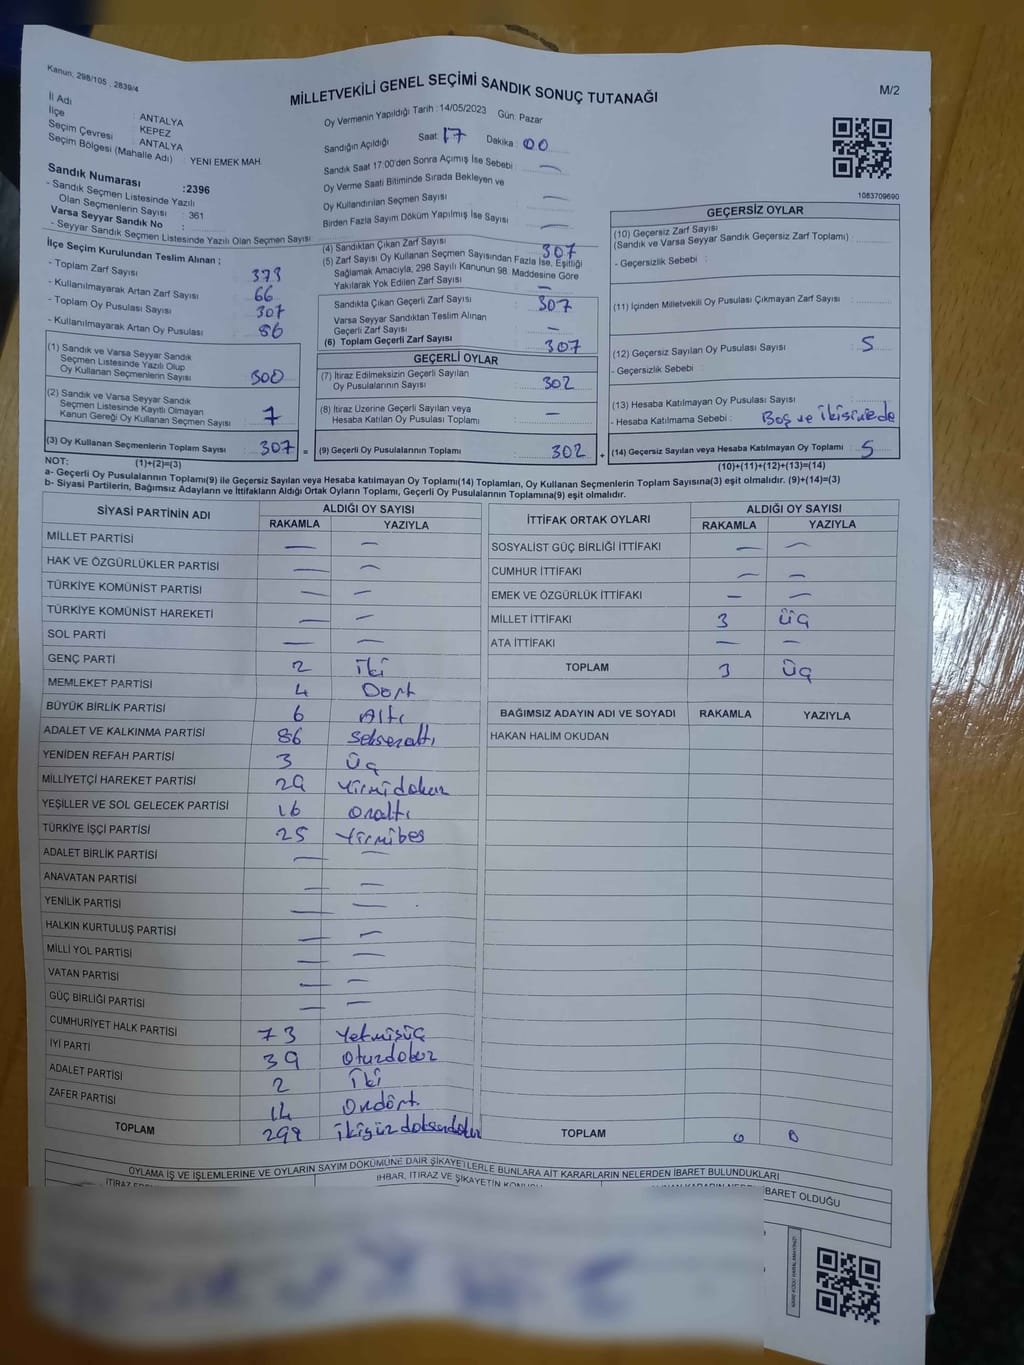 Kanun: 298/105 , 2839/4
MİLLETVEKİLİ GENEL SEÇİMİ SANDIK SONUÇ TUTANAĞI
M/2
İl Adı : ANTALYA
İlçe : KEPEZ
Seçim Çevresi : ANTALYA
Seçim Bölgesi (Mahalle Adı) : YENİ EMEK MAH.
Sandık Numarası :2396
- Sandık Seçmen Listesinde Yazılı
Olan Seçmenlerin Sayısı : 361
Varsa Seyyar Sandık No :
- Seyyar Sandık Seçmen Listesinde Yazılı Olan Seçmen Sayısı
Oy Vermenin Yapıldığı Tarih :14/05/2023 Gün: Pazar
Sandığın Açıldığı Saat: 17 Dakika: 00
Sandık Saat 17:00'den Sonra Açımış İse Sebebi : —
Oy Verme Saati Bitiminde Sırada Bekleyen ve
Oy Kullandırılan Seçmen Sayısı —
Birden Fazla Sayım Döküm Yapılmış İse Sayısı —
1083709690
İlçe Seçim Kurulundan Teslim Alınan ;
- Toplam Zarf Sayısı 373
- Kullanılmayarak Artan Zarf Sayısı 66
- Toplam Oy Pusulası Sayısı 307
- Kullanılmayarak Artan Oy Pusulası 86
(1) Sandık ve Varsa Seyyar Sandık
Seçmen Listesinde Yazılı Olup
Oy Kullanan Seçmenlerin Sayısı 300
(2) Sandık ve Varsa Seyyar Sandık
Seçmen Listesinde Kayıtlı Olmayan
Kanun Gereği Oy Kullanan Seçmen Sayısı : 7
(3) Oy Kullanan Seçmenlerin Toplam Sayısı : 307 =
(4) Sandıktan Çıkan Zarf Sayısı 307
(5) Zarf Sayısı Oy Kullanan Seçmen Sayısından Fazla İse, Eşitliği
Sağlamak Amacıyla, 298 Sayılı Kanunun 98. Maddesine Göre
Yakılarak Yok Edilen Zarf Sayısı —
Sandıkta Çıkan Geçerli Zarf Sayısı 307
Varsa Seyyar Sandıktan Teslim Alınan
Geçerli Zarf Sayısı —
(6) Toplam Geçerli Zarf Sayısı 307
GEÇERLİ OYLAR
(7) İtiraz Edilmeksizin Geçerli Sayılan
Oy Pusulalarının Sayısı 302
(8) İtiraz Üzerine Geçerli Sayılan veya
Hesaba Katılan Oy Pusulası Toplamı —
(9) Geçerli Oy Pusulalarının Toplamı 302 +
GEÇERSİZ OYLAR
(10) Geçersiz Zarf Sayısı
(Sandık ve Varsa Seyyar Sandık Geçersiz Zarf Toplamı) :
- Geçersizlik Sebebi :
(11) İçinden Milletvekili Oy Pusulası Çıkmayan Zarf Sayısı :
(12) Geçersiz Sayılan Oy Pusulası Sayısı : 5
- Geçersizlik Sebebi :
(13) Hesaba Katılmayan Oy Pusulası Sayısı :
- Hesaba Katılmama Sebebi : Boş ve
(14) Geçersiz Sayılan veya Hesaba Katılmayan Oy Toplamı : 5
NOT: (1)+(2)=(3)
(10)+(11)+(12)+(13)=(14)
a- Geçerli Oy Pusulalarının Toplamı(9) ile Geçersiz Sayılan veya Hesaba katılmayan Oy Toplamı(14) Toplamları, Oy Kullanan Seçmenlerin Toplam Sayısına(3) eşit olmalıdır. (9)+(14)=(3)
b- Siyasi Partilerin, Bağımsız Adayların ve İttifakların Aldığı Ortak Oyların Toplamı, Geçerli Oy Pusulalarının Toplamına(9) eşit olmalıdır.
SİYASİ PARTİNİN ADI ALDIĞI OY SAYISI
RAKAMLA YAZIYLA
MİLLET PARTİSİ — —
HAK VE ÖZGÜRLÜKLER PARTİSİ — —
TÜRKİYE KOMÜNİST PARTİSİ — —
TÜRKİYE KOMÜNİST HAREKETİ — —
SOL PARTİ — —
GENÇ PARTİ 2 İki
MEMLEKET PARTİSİ 4 Dört
BÜYÜK BİRLİK PARTİSİ 6 Altı
ADALET VE KALKINMA PARTİSİ 86 Seksenaltı
YENİDEN REFAH PARTİSİ 3 Üç
MİLLİYETÇİ HAREKET PARTİSİ 29 Yirmidokuz
YEŞİLLER VE SOL GELECEK PARTİSİ 16 Onaltı
TÜRKİYE İŞÇİ PARTİSİ 25 Yirmibeş
ADALET BİRLİK PARTİSİ — —
ANAVATAN PARTİSİ — —
YENİLİK PARTİSİ — —
HALKIN KURTULUŞ PARTİSİ — —
MİLLİ YOL PARTİSİ — —
VATAN PARTİSİ — —
GÜÇ BİRLİĞİ PARTİSİ — —
CUMHURİYET HALK PARTİSİ 73 Yetmişüç
İYİ PARTİ 39 Otuzdokuz
ADALET PARTİSİ 2 İki
ZAFER PARTİSİ 14 Ondört
TOPLAM 299 ikiyüzdoksandokuz
İTTİFAK ORTAK OYLARI ALDIĞI OY SAYISI
RAKAMLA YAZIYLA
SOSYALİST GÜÇ BİRLİĞİ İTTİFAKI — —
CUMHUR İTTİFAKI — —
EMEK VE ÖZGÜRLÜK İTTİFAKI — —
MİLLET İTTİFAKI 3 Üç
ATA İTTİFAKI — —
TOPLAM 3 Üç
BAĞIMSIZ ADAYIN ADI VE SOYADI RAKAMLA YAZIYLA
HAKAN HALİM OKUDAN
TOPLAM 0 0
OYLAMA İŞ VE İŞLEMLERİNE VE OYLARIN SAYIM DÖKÜMÜNE DAİR ŞİKAYETLERLE BUNLARA AİT KARARLARIN NELERDEN İBARET BULUNDUKLARI
İHBAR, İTİRAZ VE ŞİKAYETİN KONUSU
İBARET OLDUĞU